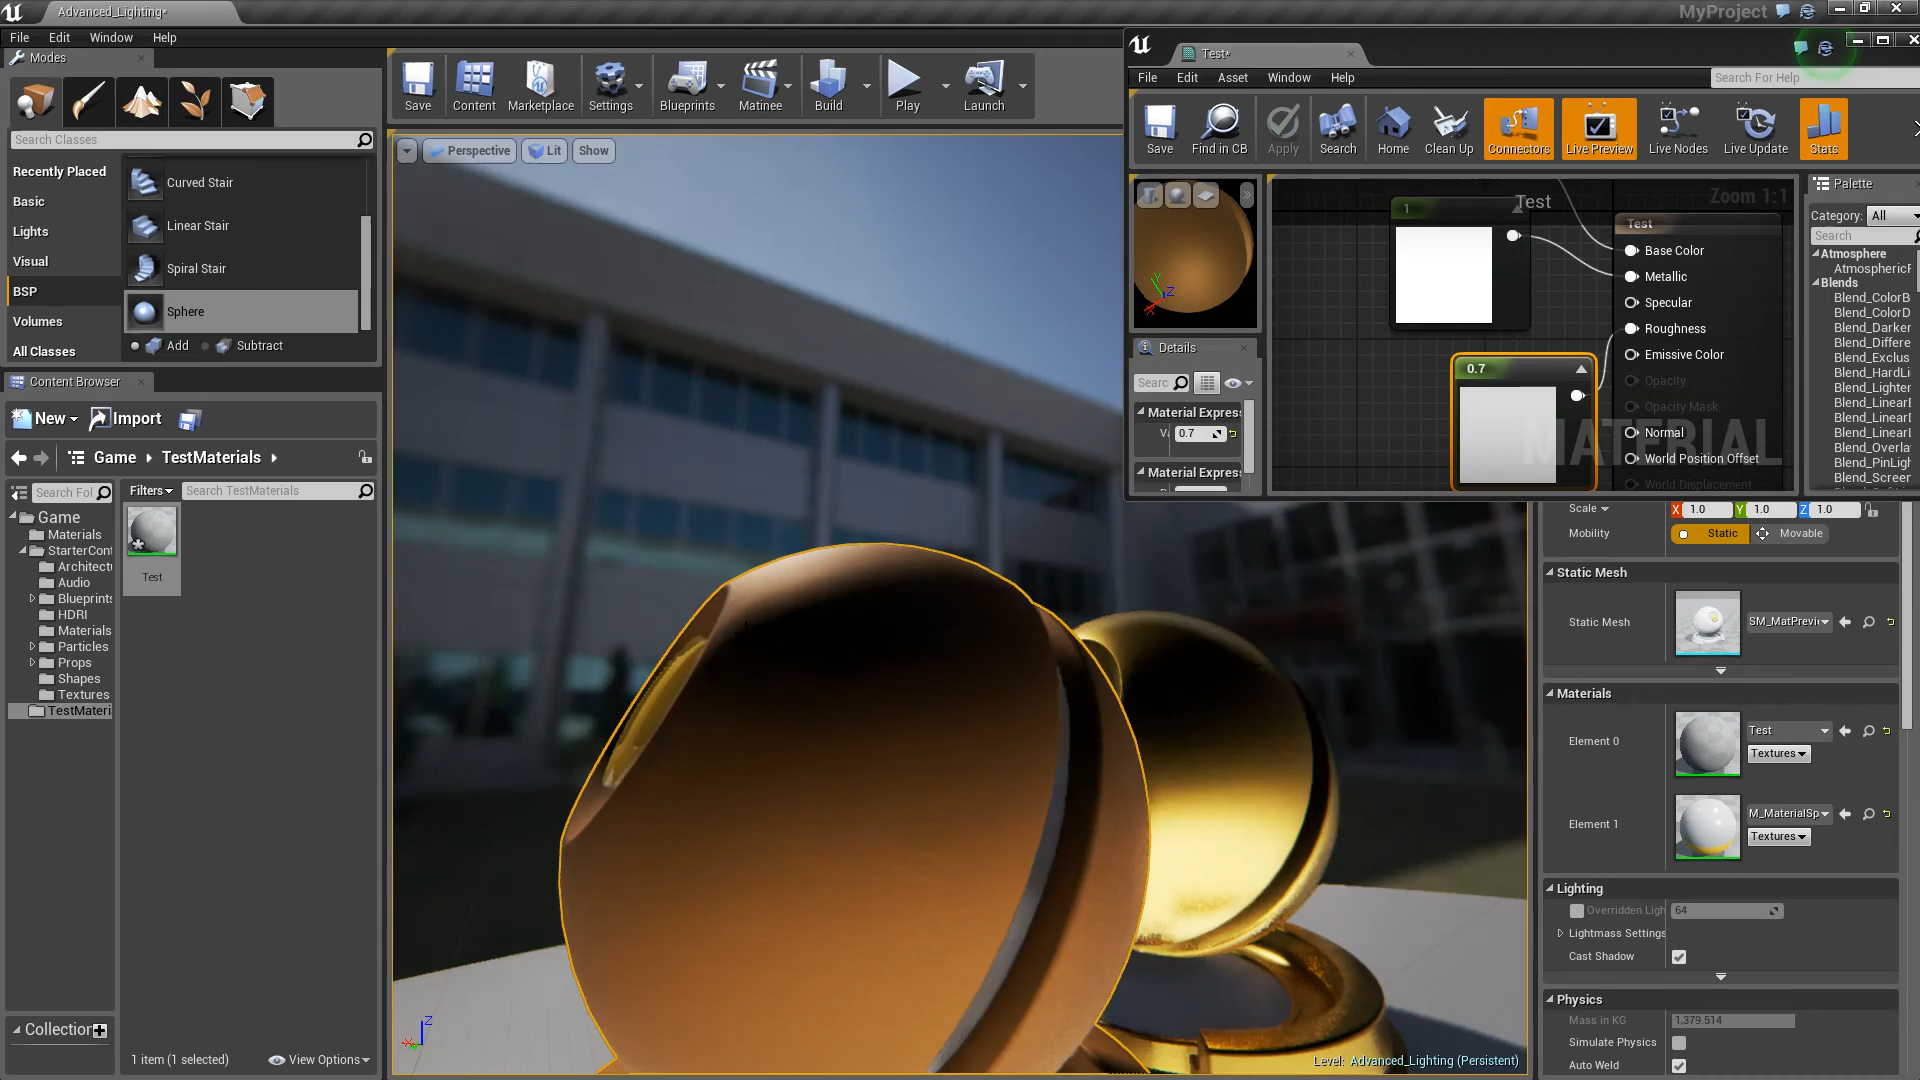 Advanced_Lighting*
MyProject
File Edit Window Help
Modes
Search Classes
Recently Placed
Basic
Lights
Visual
BSP
Volumes
All Classes
Curved Stair
Linear Stair
Spiral Stair
Sphere
Add Subtract
Content Browser
New Import
Game TestMaterials
Search Fol
Filters Search TestMaterials
Game
Materials
StarterCont
Architectu
Audio
Blueprints
HDRI
Materials
Particles
Props
Shapes
Textures
TestMateri
Test
Collection
1 item (1 selected)
View Options
Save Content Marketplace Settings Blueprints Matinee Build Play Launch
Perspective Lit Show
Level: Advanced_Lighting (Persistent)
Test*
File Edit Asset Window Help
Search For Help
Save Find in CB Apply Search Home Clean Up Connectors Live Preview Live Nodes Live Update Stats
Details
Searc
Material Expres
0.7
Material Expres
Test
Zoom 1:1
1
0.7
Test
Base Color
Metallic
Specular
Roughness
Emissive Color
Opacity
Opacity Mask
Normal
World Position Offset
World Displacement
MATERIAL
Palette
Category: All
Search
Atmosphere
AtmosphericF
Blends
Blend_ColorB
Blend_ColorD
Blend_Darker
Blend_Differe
Blend_Exclus
Blend_HardLi
Blend_Lighter
Blend_LinearB
Blend_LinearD
Blend_LinearL
Blend_Overla
Blend_PinLigh
Blend_Screen
Scale X 1.0 Y 1.0 Z 1.0
Mobility Static Movable
Static Mesh
Static Mesh SM_MatPrevi
Materials
Element 0 Test
Textures
Element 1 M_MaterialSp
Textures
Lighting
Overridden Ligh 64
Lightmass Settings
Cast Shadow
Physics
Mass in KG 1,379.514
Simulate Physics
Auto Weld